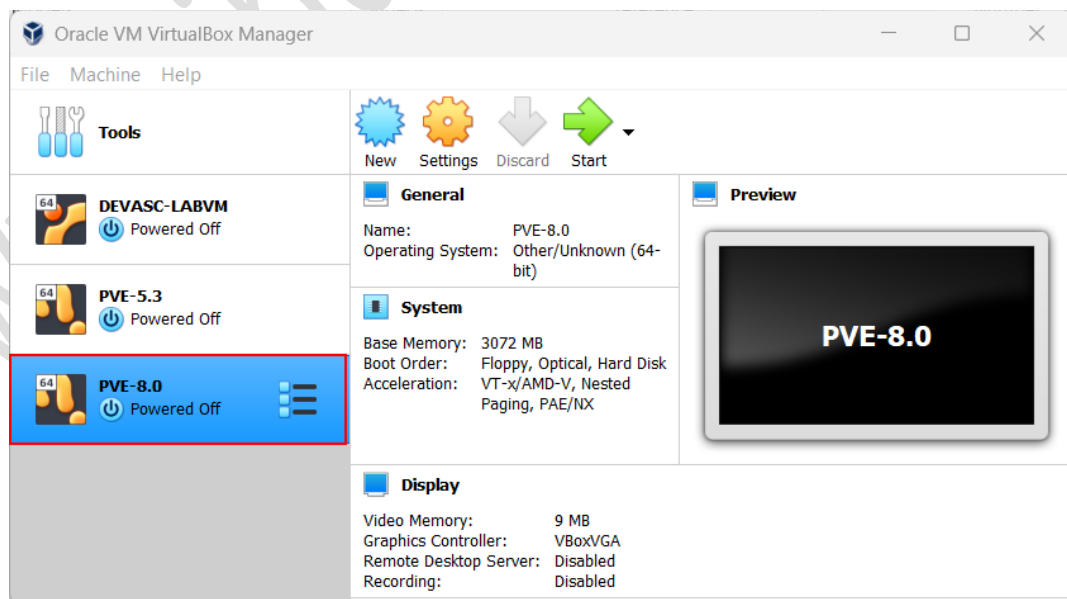 Oracle VM VirtualBox Manager
File Machine Help
Tools
New Settings Discard Start
64
DEVASC-LABVM
Powered Off
64
PVE-5.3
Powered Off
64
PVE-8.0
Powered Off
General
Name: PVE-8.0
Operating System: Other/Unknown (64-
bit)
System
Base Memory: 3072 MB
Boot Order: Floppy, Optical, Hard Disk
Acceleration: VT-x/AMD-V, Nested
Paging, PAE/NX
Preview
PVE-8.0
Display
Video Memory: 9 MB
Graphics Controller: VBoxVGA
Remote Desktop Server: Disabled
Recording: Disabled